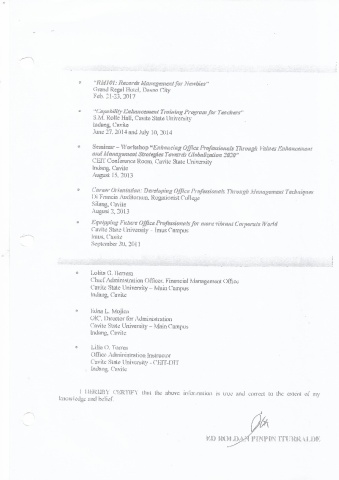 "RM101: Records Management for Newbies"
Grand Regal Hotel, Davao City
Feb. 21-23, 2017
"Capability Enhancement Training Program for Teachers"
S.M. Rolle Hall, Cavite State University
Indang, Cavite
June 27, 2014 and July 10, 2014
Seminar – Workshop "Enhancing Office Professionals Through Values Enhancement
and Management Strategies Towards Globalization 2020"
CEIT Conference Room, Cavite State University
Indang, Cavite
August 15, 2013
Career Orientation: Developing Office Professionals Through Management Techniques
Francis Auditorium, Rogationist College
Silang, Cavite
August 2, 2013
Equipping Future Office Professionals for more vibrant Corporate World
Cavite State University – Imus Campus
Imus, Cavite
September 20, 2011
Lolita G.
Chief Administration Officer, Financial Management Office
Cavite State University – Main Campus
Indang, Cavite
L. Mojica
OIC, Director for Administration
Cavite State University – Main Campus
Indang, Cavite
Lilia O. Torres
Office Administration Instructor
Cavite State University - CEIT-DIT
Indang, Cavite
I HEREBY CERTIFY that the above information is true and correct to the extent of my
knowledge and belief.
ED ROLDAN PINPIN ITURRALDE